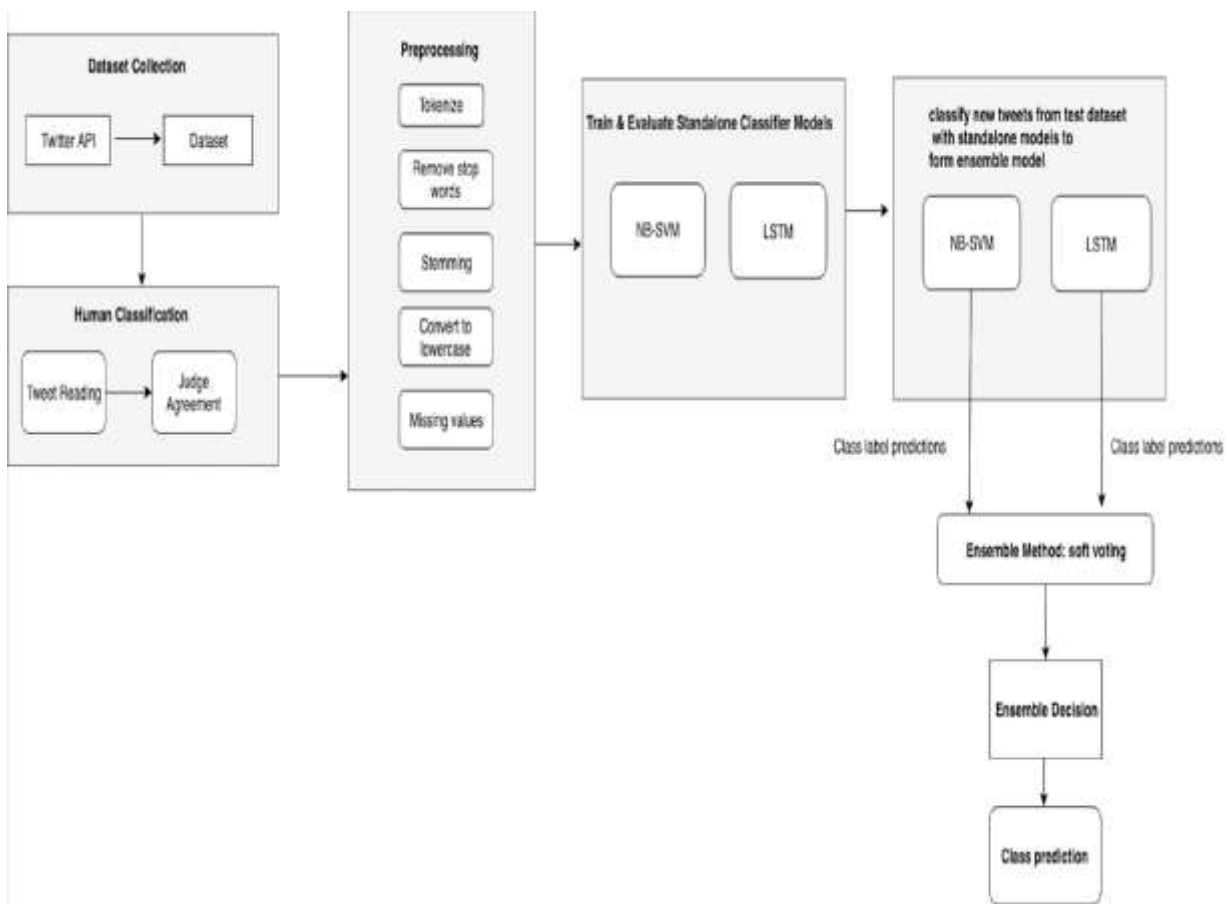 Dataset Collection
Twitter API
Dataset
Human Classification
Tweet Reading
Judge
Agreement
Preprocessing
Tokenize
Remove stop
words
Stemming
Convert to
lowercase
Missing values
Train & Evaluate Standalone Classifier Models
NB-SVM
LSTM
classify new tweets from test dataset
with standalone models to
form ensemble model
NB-SVM
LSTM
Class label predictions
Class label predictions
Ensemble Method: soft voting
Ensemble Decision
Class prediction